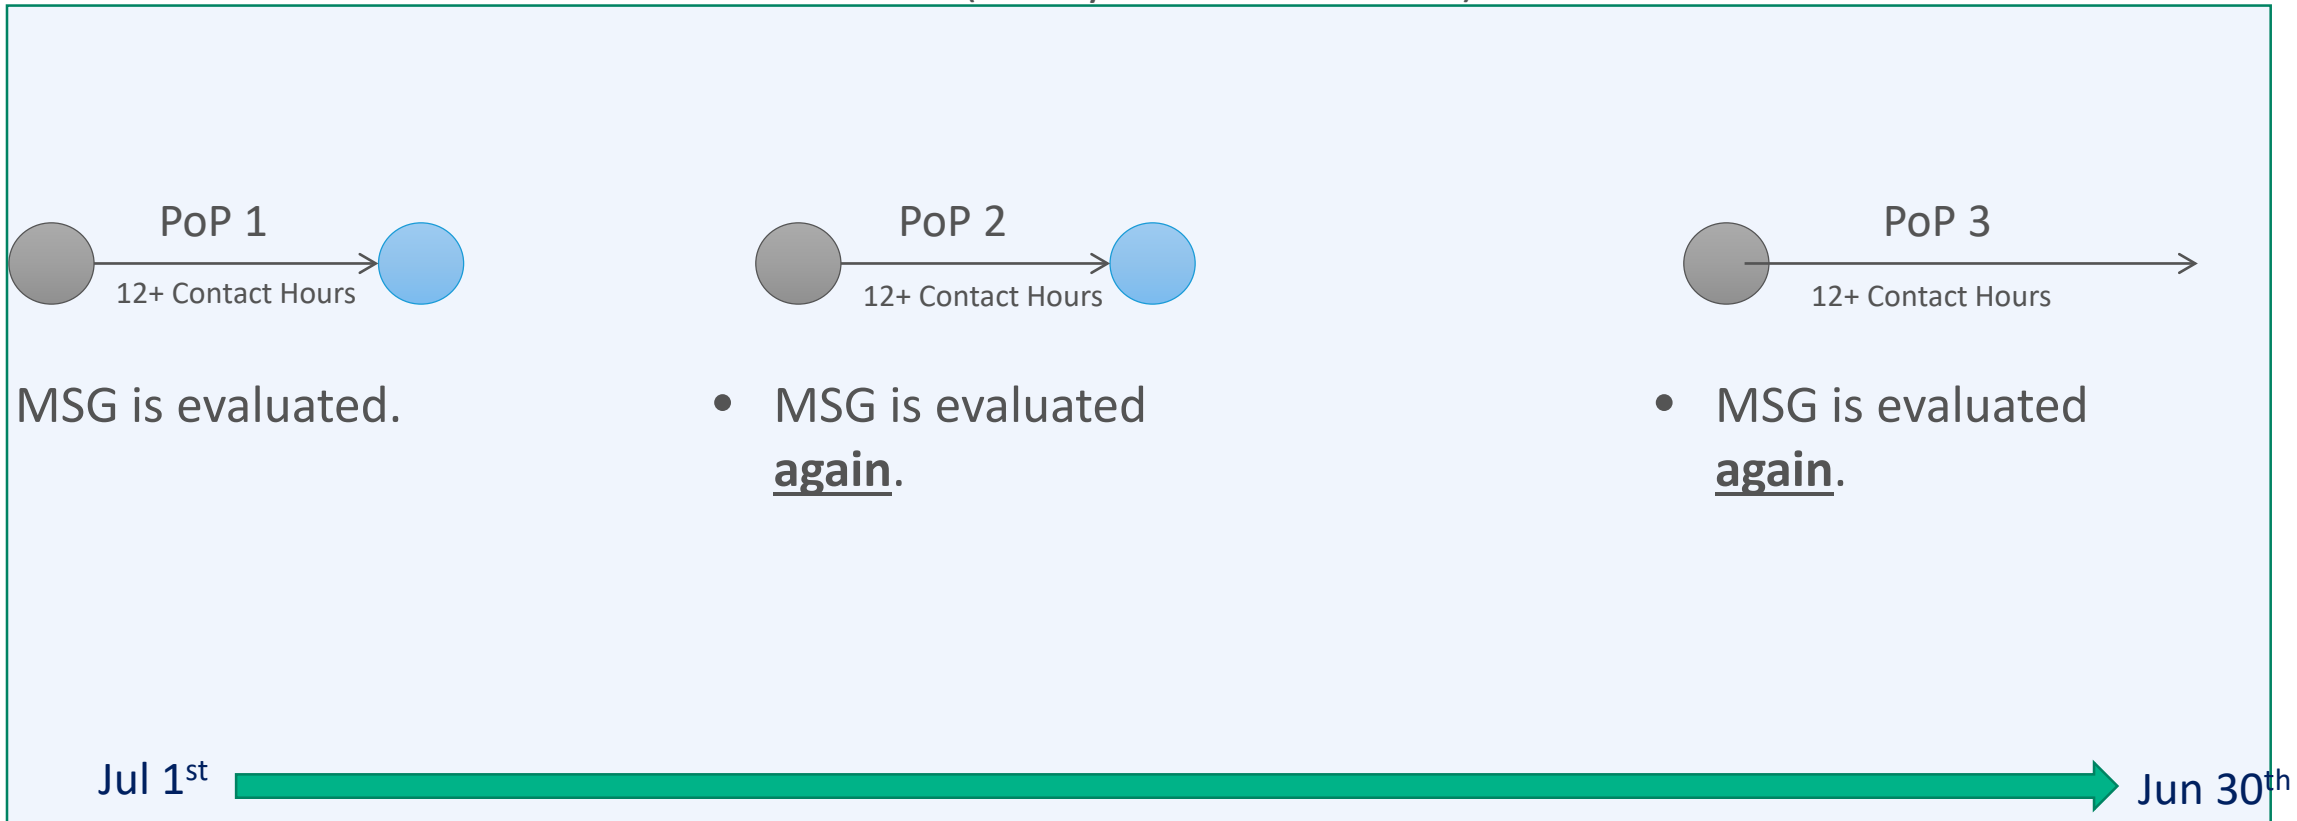 PoP 1
12+ Contact Hours
PoP 2
12+ Contact Hours
PoP 3
12+ Contact Hours
MSG is evaluated.
• MSG is evaluated
again.
• MSG is evaluated
again.
Jul 1st
Jun 30th